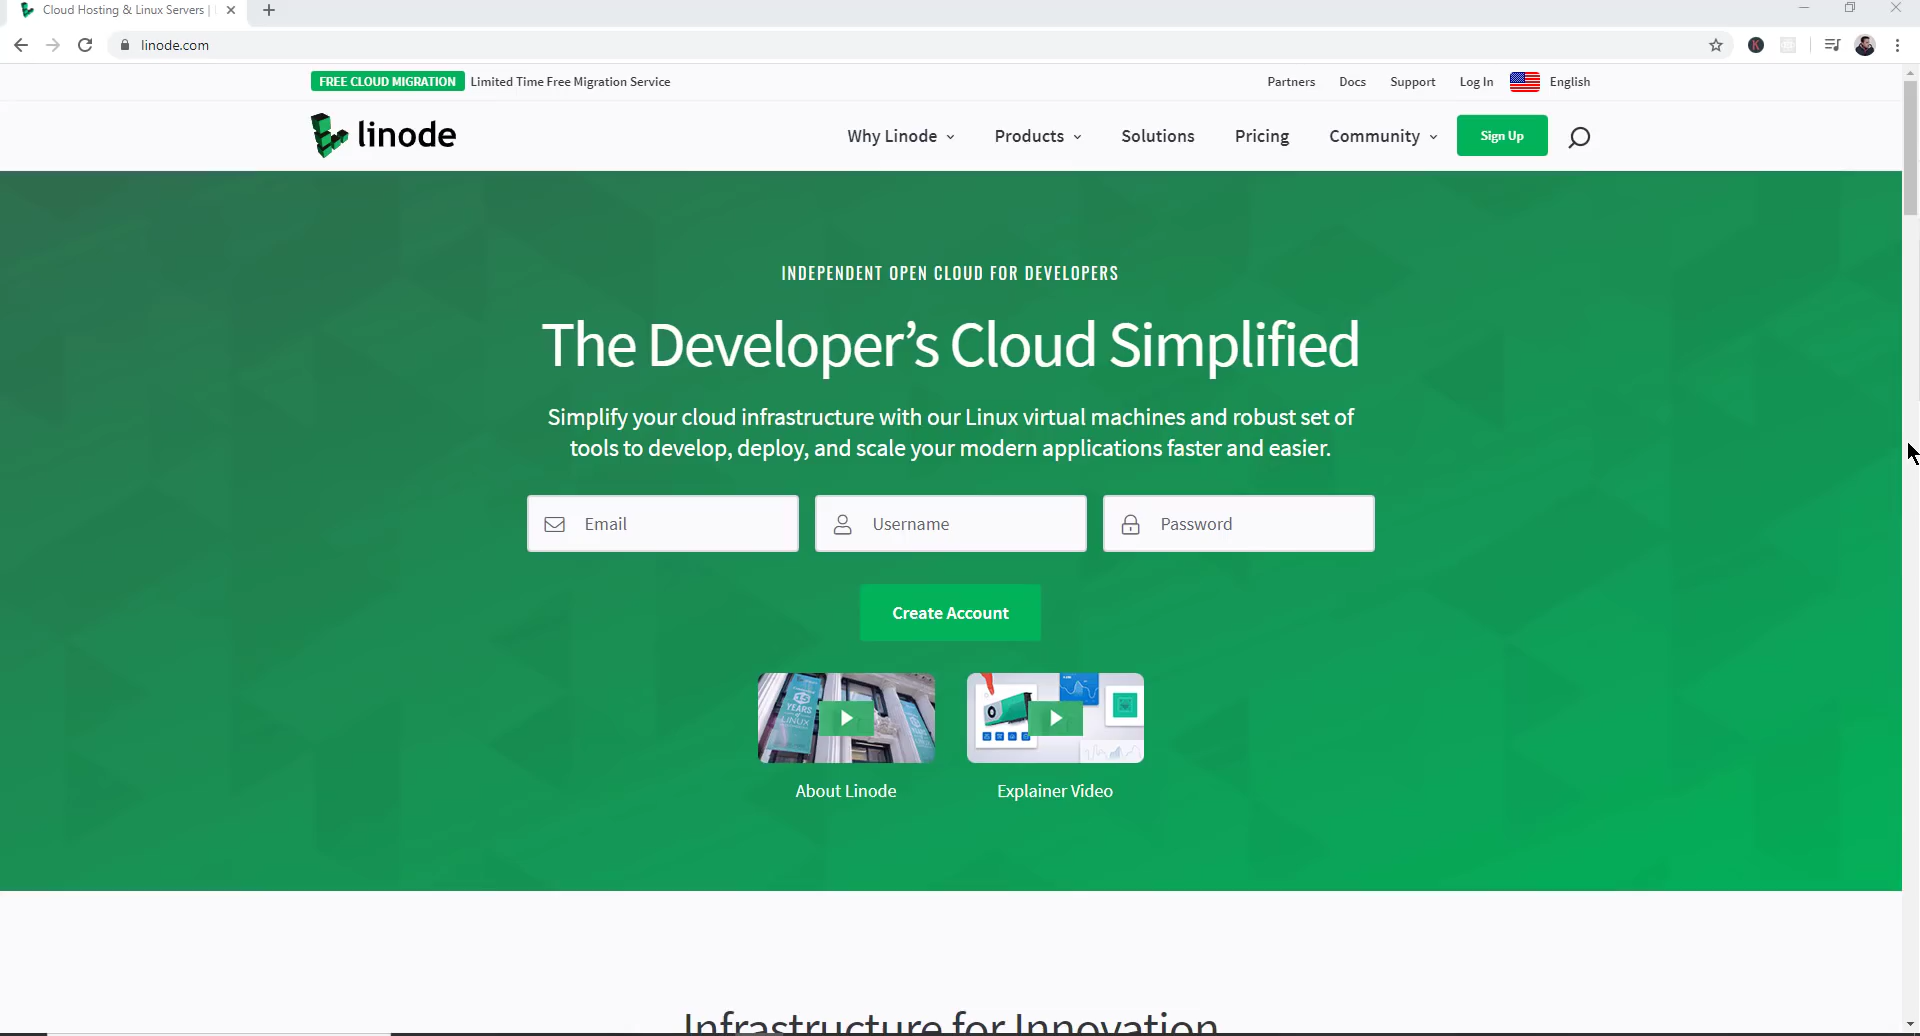 Cloud Hosting & Linux Servers |
linode.com
K
FREE CLOUD MIGRATION Limited Time Free Migration Service
Partners Docs Support Log In English
linode
Why Linode Products Solutions Pricing Community Sign Up
INDEPENDENT OPEN CLOUD FOR DEVELOPERS
The Developer’s Cloud Simplified
Simplify your cloud infrastructure with our Linux virtual machines and robust set of
tools to develop, deploy, and scale your modern applications faster and easier.
Email Username Password
Create Account
15
YEARS
LINUX
About Linode Explainer Video
Infrastructure for Innovation